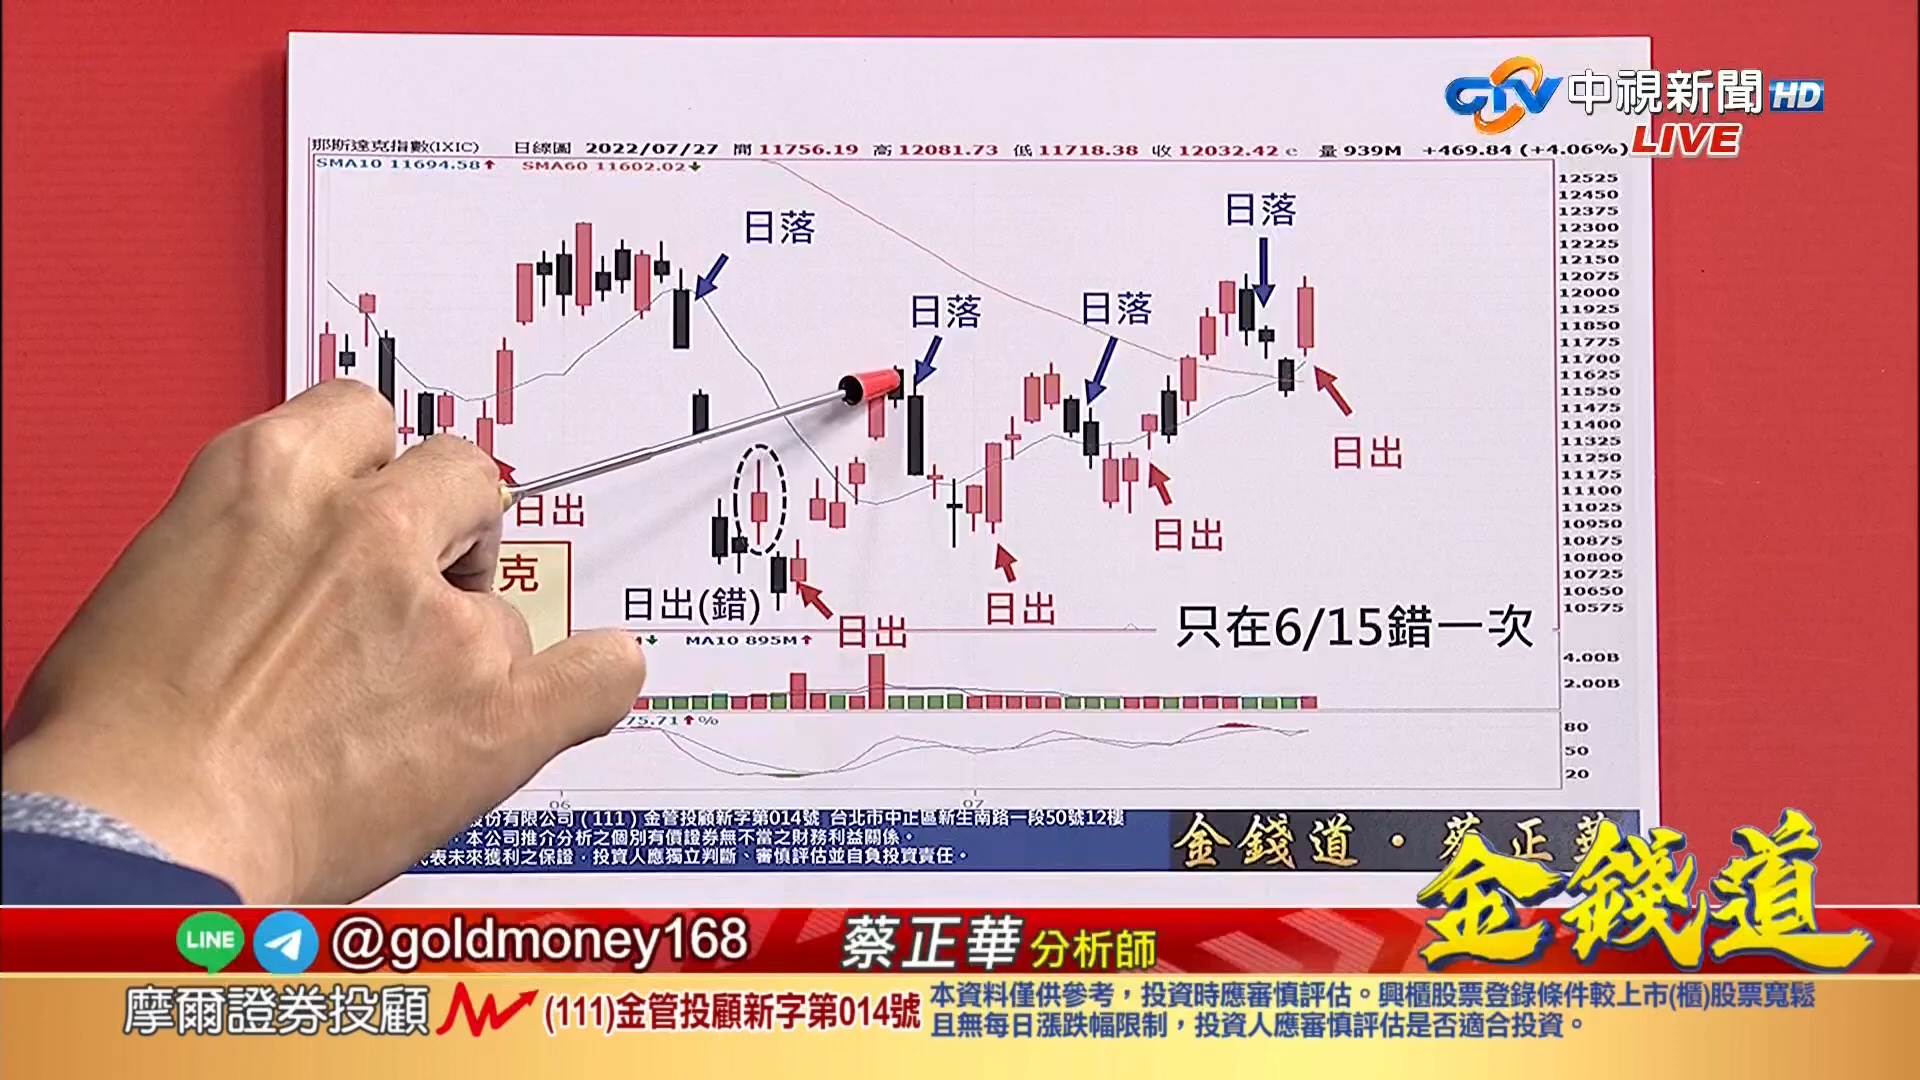 CTV 中視新聞 HD
LIVE
那斯達克指數(IXIC) 日線圖 2022/07/27 開 11756.19 高 12081.73 低 11718.38 收 12032.42 c 量 939M +469.84 (+4.06%)
SMA10 11694.58↑ SMA60 11602.02↓
12525
12450
12375
12300
12225
12150
12075
12000
11925
11850
11775
11700
11625
11550
11475
11400
11325
11250
11175
11100
11025
10950
10875
10800
10725
10650
10575
日落
日落
日落
日落
日出
日出
日出
日出
日出
克
日出(錯)
只在6/15錯一次
MA10 895M↑
4.00B
2.00B
75.71↑%
80
50
20
06
07
份有限公司(111)金管投顧新字第014號 台北市中正區新生南路一段50號12樓
，本公司推介分析之個別有價證券無不當之財務利益關係。
代表未來獲利之保證，投資人應獨立判斷、審慎評估並自負投資責任。
金錢道・蔡正華
金錢道
LINE @goldmoney168 蔡正華 分析師
摩爾證券投顧 (111)金管投顧新字第014號
本資料僅供參考，投資時應審慎評估。興櫃股票登錄條件較上市(櫃)股票寬鬆
且無每日漲跌幅限制，投資人應審慎評估是否適合投資。